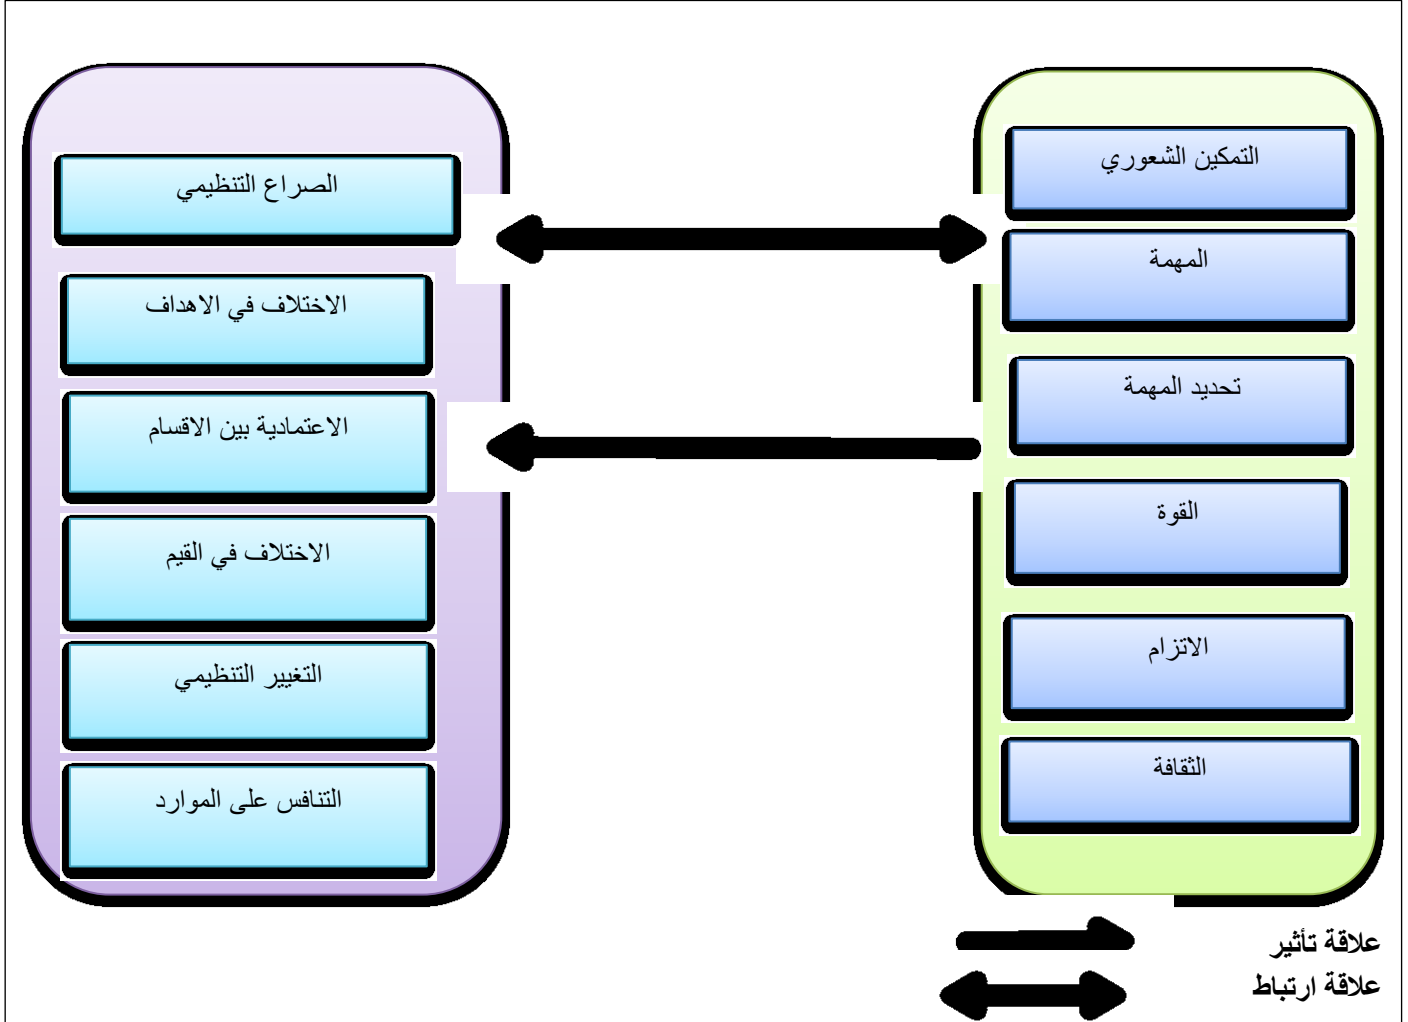 التمكين الشعوري
المهمة
تحديد المهمة
القوة
الاتزام
الثقافة
الصراع التنظيمي
الاختلاف في الاهداف
الاعتمادية بين الاقسام
الاختلاف في القيم
التغيير التنظيمي
التنافس على الموارد
علاقة تأثير
علاقة ارتباط